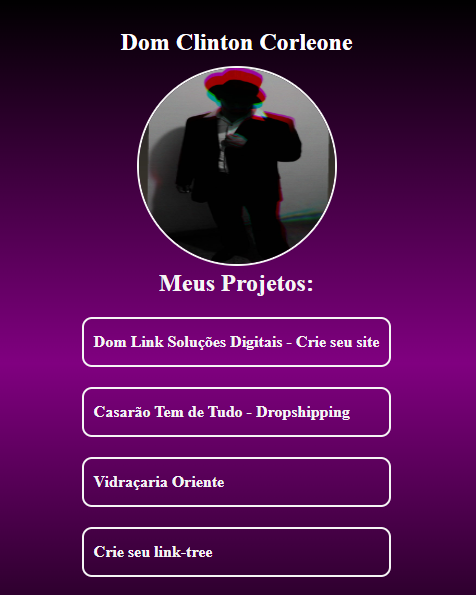 Dom Clinton Corleone
Meus Projetos:
Dom Link Soluções Digitais - Crie seu site
Casarão Tem de Tudo - Dropshipping
Vidraçaria Oriente
Crie seu link-tree